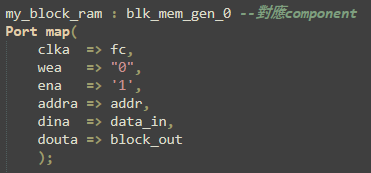 my_block_ram : blk_mem_gen_0 --對應component
Port map(
    clka  => fc,
    wea   => "0",
    ena   => '1',
    addra => addr,
    dina  => data_in,
    douta => block_out
    );